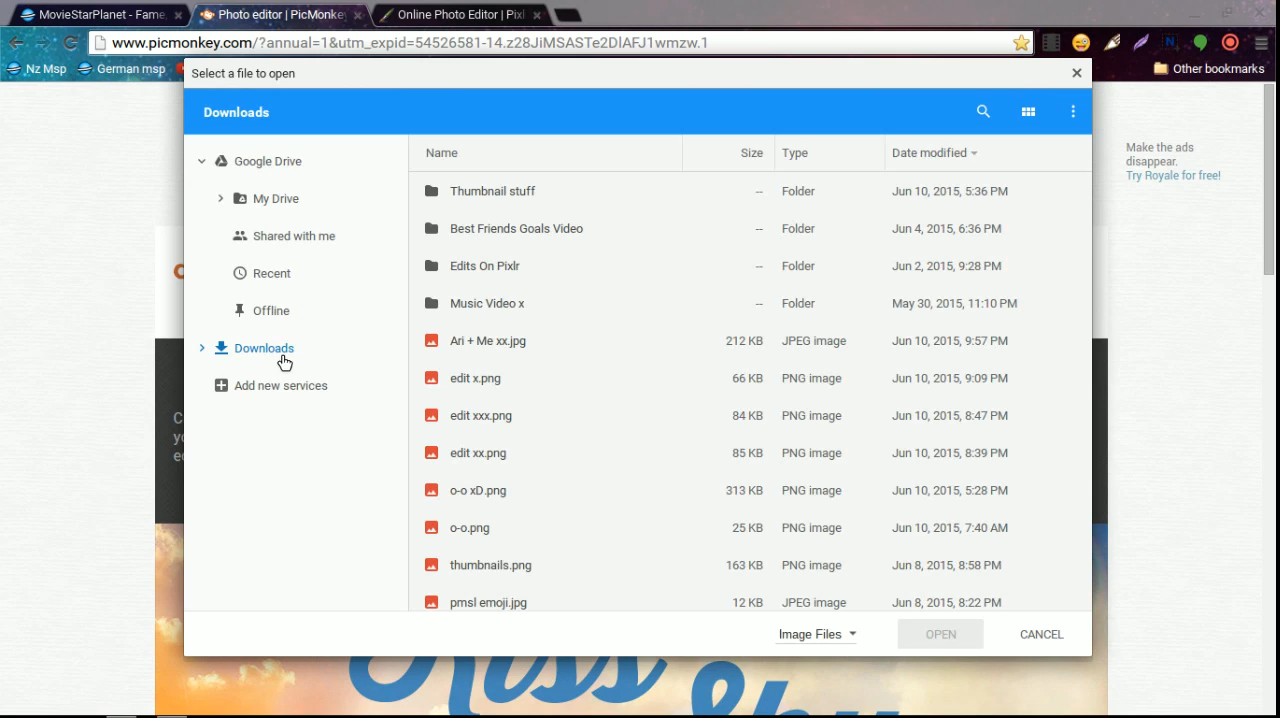 MovieStarPlanet - Fame,
Photo editor | PicMonkey
Online Photo Editor | Pixl
www.picmonkey.com/?annual=1&utm_expid=54526581-14.z28JiMSASTe2DlAFJ1wmzw.1
Nz Msp
German msp
Other bookmarks
Select a file to open
Downloads
Google Drive
My Drive
Shared with me
Recent
Offline
Downloads
Add new services
Name Size Type Date modified
Thumbnail stuff -- Folder Jun 10, 2015, 5:36 PM
Best Friends Goals Video -- Folder Jun 4, 2015, 6:36 PM
Edits On Pixlr -- Folder Jun 2, 2015, 9:28 PM
Music Video x -- Folder May 30, 2015, 11:10 PM
Ari + Me xx.jpg 212 KB JPEG image Jun 10, 2015, 9:57 PM
edit x.png 66 KB PNG image Jun 10, 2015, 9:09 PM
edit xxx.png 84 KB PNG image Jun 10, 2015, 8:47 PM
edit xx.png 85 KB PNG image Jun 10, 2015, 8:39 PM
o-o xD.png 313 KB PNG image Jun 10, 2015, 5:28 PM
o-o.png 25 KB PNG image Jun 10, 2015, 7:40 AM
thumbnails.png 163 KB PNG image Jun 8, 2015, 8:58 PM
pmsl emoji.jpg 12 KB JPEG image Jun 8, 2015, 8:22 PM
Image Files
OPEN
CANCEL
Make the ads
disappear.
Try Royale for free!